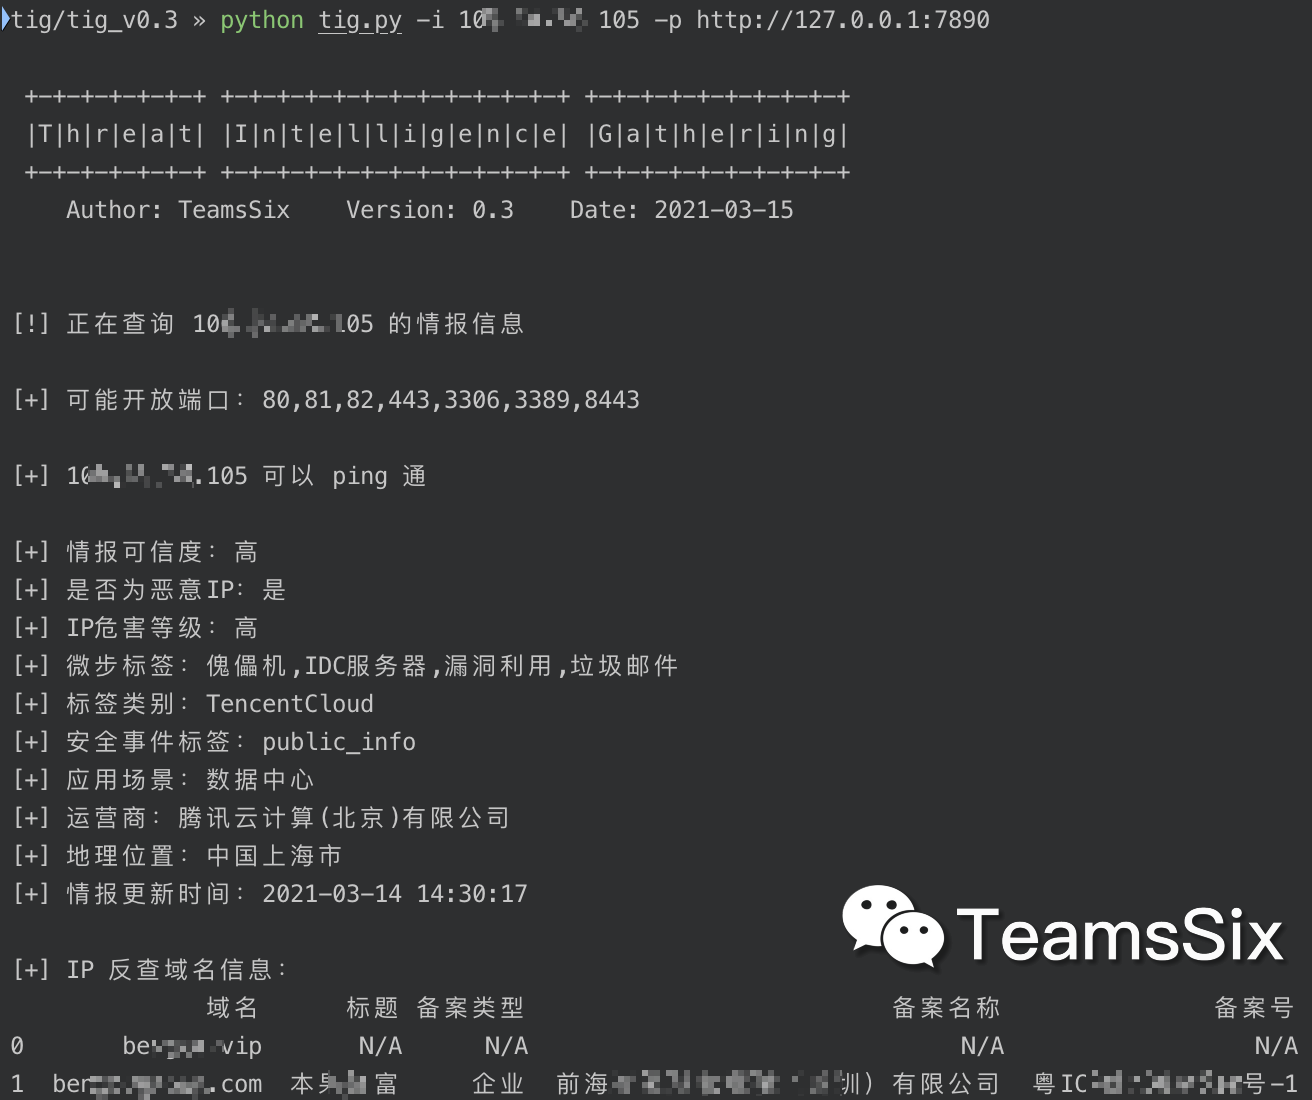 tig/tig_v0.3 » python tig.py -i 10 105 -p http://127.0.0.1:7890
+-+-+-+-+-+-+ +-+-+-+-+-+-+-+-+-+-+-+-+ +-+-+-+-+-+-+-+-+-+
|T|h|r|e|a|t| |I|n|t|e|l|l|i|g|e|n|c|e| |G|a|t|h|e|r|i|n|g|
+-+-+-+-+-+-+ +-+-+-+-+-+-+-+-+-+-+-+-+ +-+-+-+-+-+-+-+-+-+
Author: TeamsSix Version: 0.3 Date: 2021-03-15
[!] 正在查询 10 105 的情报信息
[+] 可能开放端口：80,81,82,443,3306,3389,8443
[+] 10 .105 可以 ping 通
[+] 情报可信度：高
[+] 是否为恶意IP：是
[+] IP危害等级：高
[+] 微步标签：傀儡机,IDC服务器,漏洞利用,垃圾邮件
[+] 标签类别：TencentCloud
[+] 安全事件标签：public_info
[+] 应用场景：数据中心
[+] 运营商：腾讯云计算(北京)有限公司
[+] 地理位置：中国上海市
[+] 情报更新时间：2021-03-14 14:30:17
TeamsSix
[+] IP 反查域名信息：
域名 标题 备案类型 备案名称 备案号
0 be vip N/A N/A N/A N/A
1 ber .com 本 富 企业 前海 圳）有限公司 粤IC 号-1